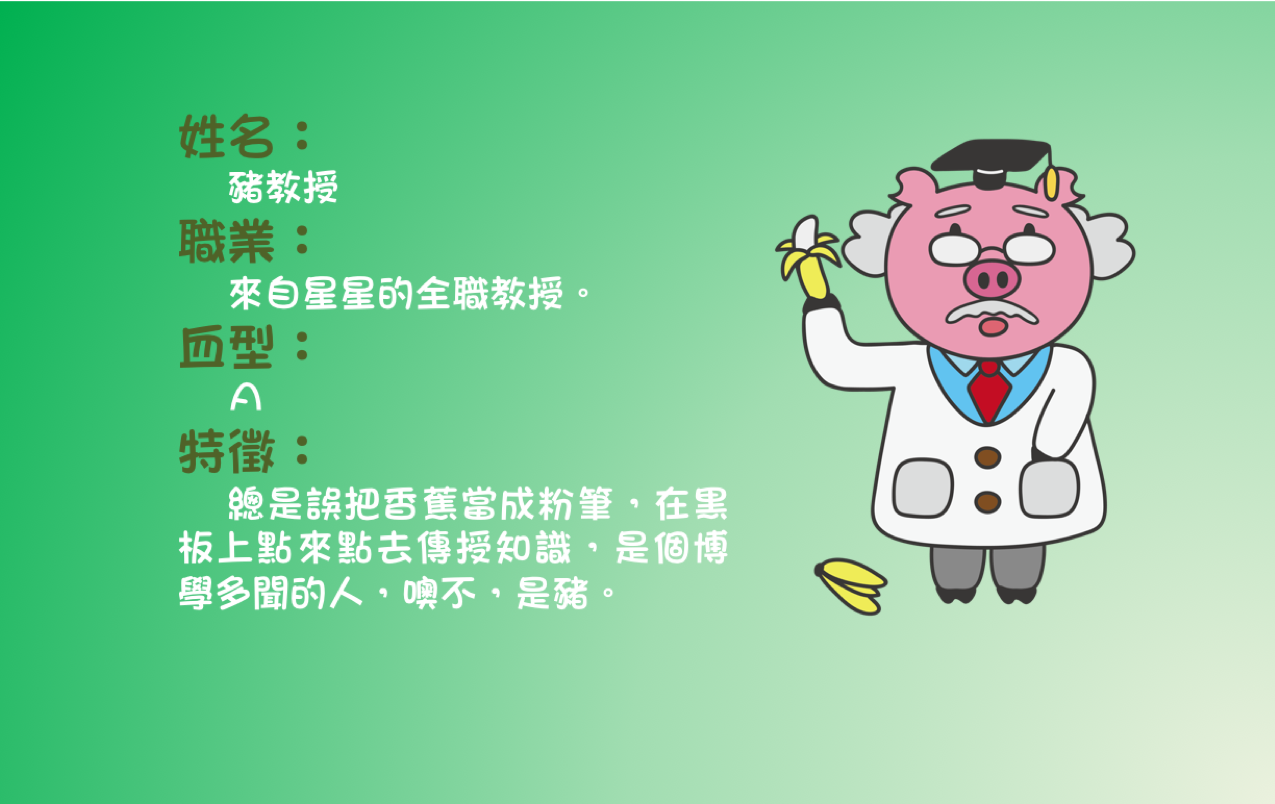 姓名：
豬教授
職業：
來自星星的全職教授。
血型：
A
特徵：
總是誤把香蕉當成粉筆，在黑
板上點來點去傳授知識，是個博
學多聞的人，噢不，是豬。